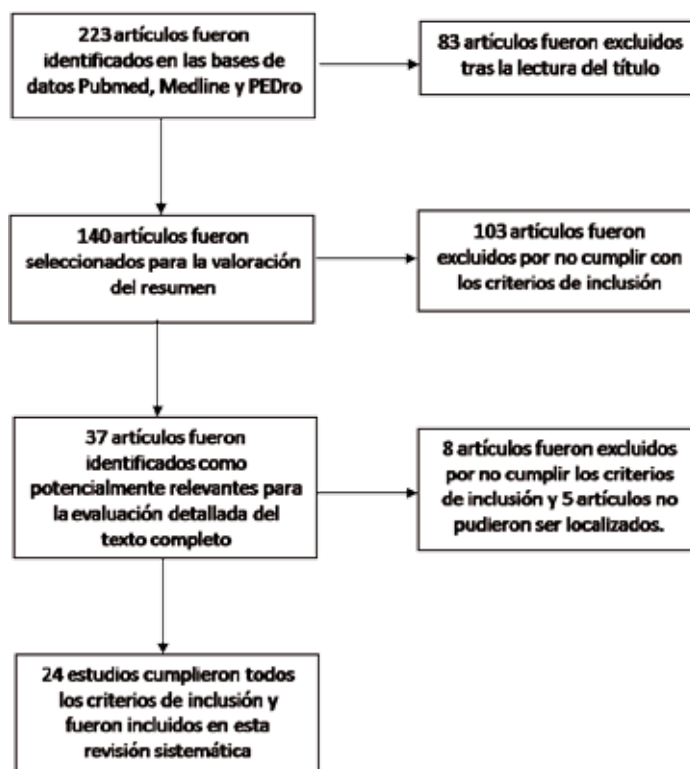 223 artículos fueron
identificados en las bases de
datos Pubmed, Medline y PEDro
83 artículos fueron excluidos
tras la lectura del título
140 artículos fueron
seleccionados para la valoración
del resumen
103 artículos fueron
excluidos por no cumplir con
los criterios de inclusión
37 artículos fueron
identificados como
potencialmente relevantes para
la evaluación detallada del
texto completo
8 artículos fueron excluidos
por no cumplir los criterios
de inclusión y 5 artículos no
pudieron ser localizados.
24 estudios cumplieron todos
los criterios de inclusión y
fueron incluidos en esta
revisión sistemática